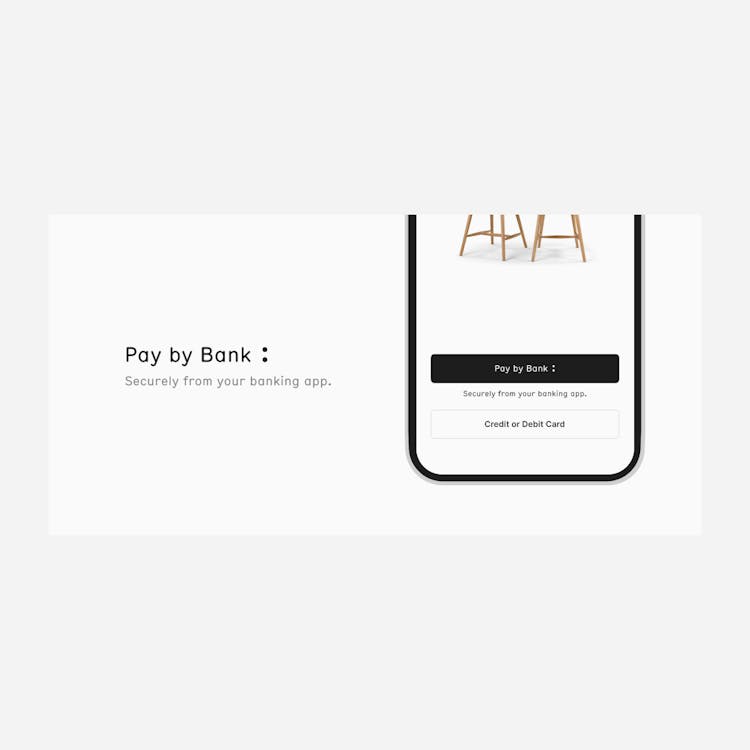 Pay by Bank :
Securely from your banking app.
Pay by Bank :
Securely from your banking app.
Credit or Debit Card